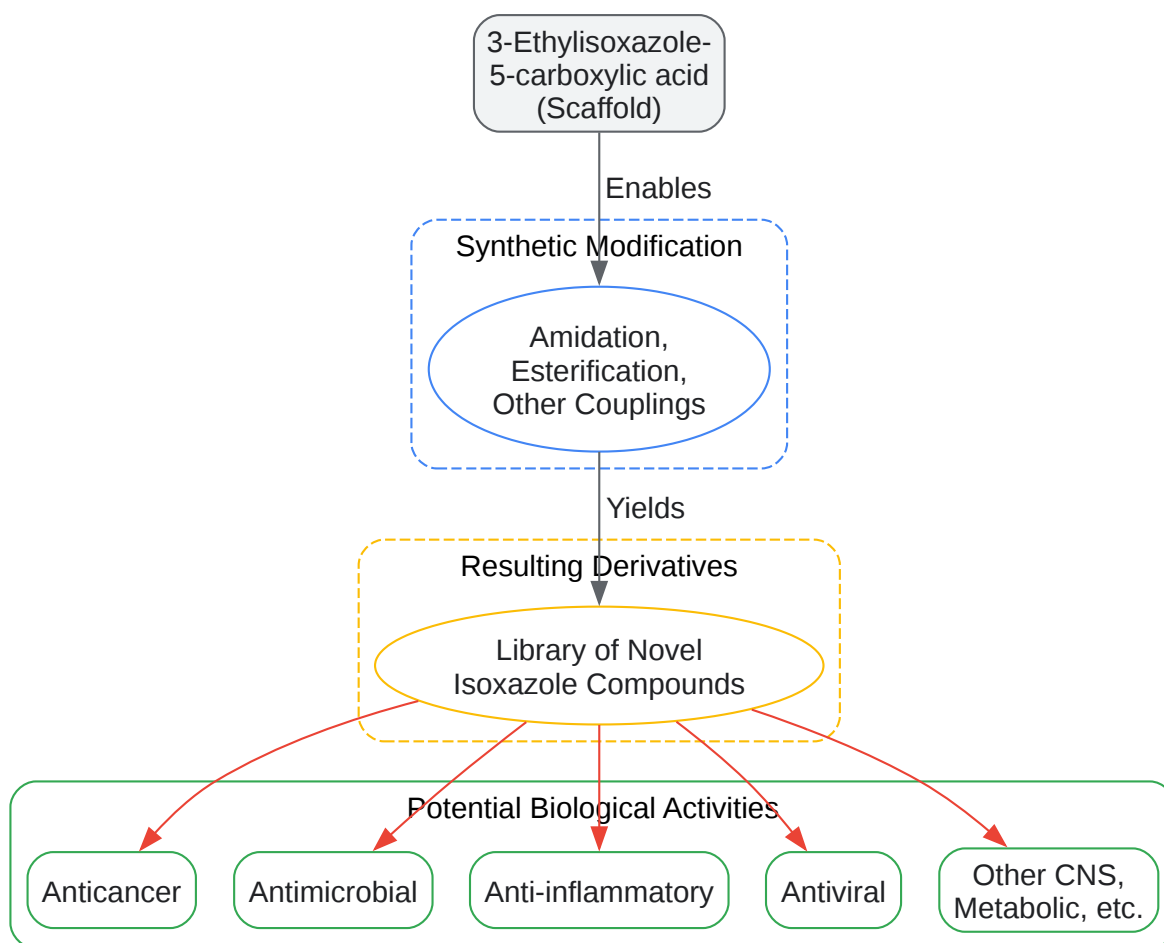 3-Ethylisoxazole-
5-carboxylic acid
(Scaffold)
Enables
Synthetic Modification
Amidation,
Esterification,
Other Couplings
Yields
Resulting Derivatives
Library of Novel
Isoxazole Compounds
Potential Biological Activities
Anticancer
Antimicrobial
Anti-inflammatory
Antiviral
Other CNS,
Metabolic, etc.